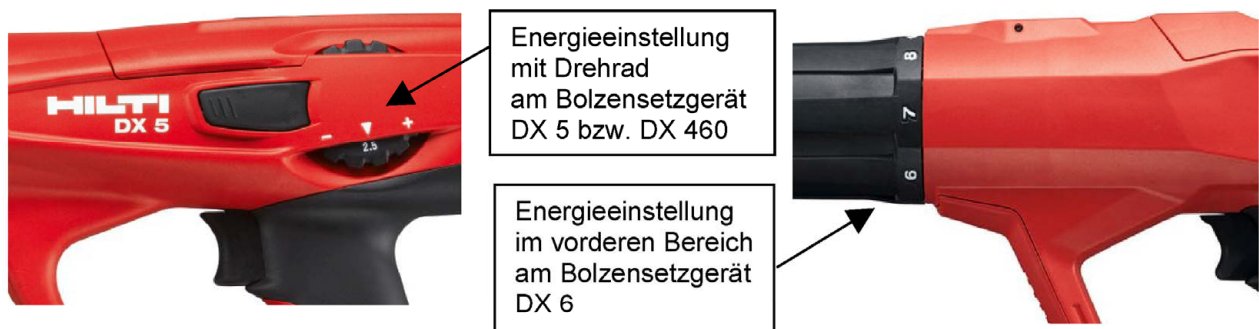 HILTI
DX 5
– ▼ +
2.5
Energieeinstellung
mit Drehrad
am Bolzensetzgerät
DX 5 bzw. DX 460
Energieeinstellung
im vorderen Bereich
am Bolzensetzgerät
DX 6
8
7
6